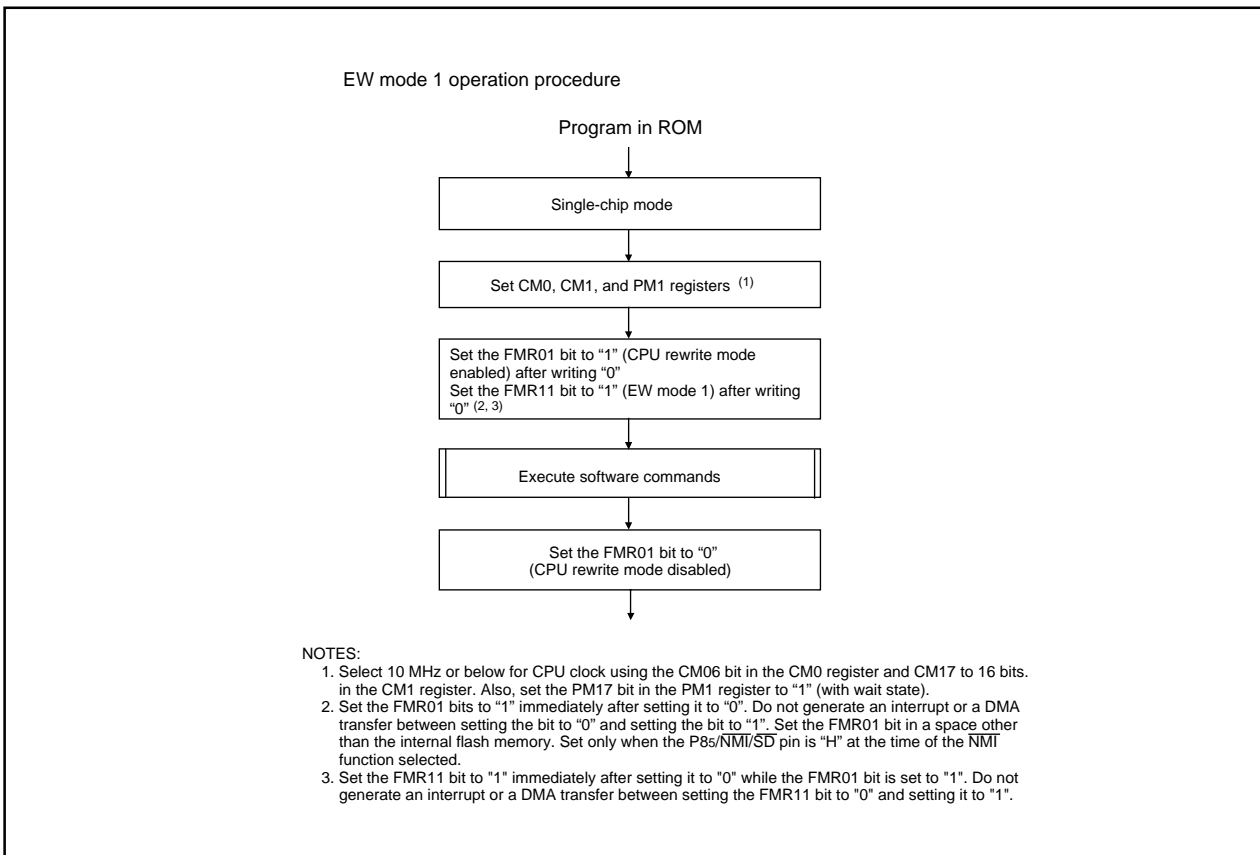 EW mode 1 operation procedure
Program in ROM
Single-chip mode
Set CM0, CM1, and PM1 registers (1)
Set the FMR01 bit to “1” (CPU rewrite mode
enabled) after writing “0”
Set the FMR11 bit to “1” (EW mode 1) after writing
“0” (2, 3)
Execute software commands
Set the FMR01 bit to “0”
(CPU rewrite mode disabled)
NOTES:
1. Select 10 MHz or below for CPU clock using the CM06 bit in the CM0 register and CM17 to 16 bits.
in the CM1 register. Also, set the PM17 bit in the PM1 register to “1” (with wait state).
2. Set the FMR01 bits to “1” immediately after setting it to “0”. Do not generate an interrupt or a DMA
transfer between setting the bit to “0” and setting the bit to “1”. Set the FMR01 bit in a space other
than the internal flash memory. Set only when the P85/NMI/SD pin is “H” at the time of the NMI
function selected.
3. Set the FMR11 bit to "1" immediately after setting it to "0" while the FMR01 bit is set to "1". Do not
generate an interrupt or a DMA transfer between setting the FMR11 bit to "0" and setting it to "1".